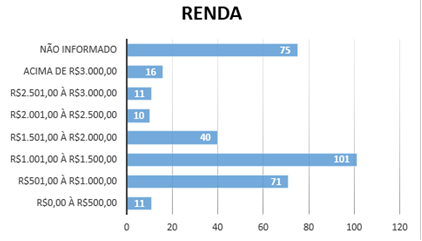 RENDA
NÃO INFORMADO 75
ACIMA DE R$3.000,00 16
R$2.501,00 À R$3.000,00 11
R$2.001,00 À R$2.500,00 10
R$1.501,00 À R$2.000,00 40
R$1.001,00 À R$1.500,00 101
R$501,00 À R$1.000,00 71
R$0,00 À R$500,00 11
0 20 40 60 80 100 120